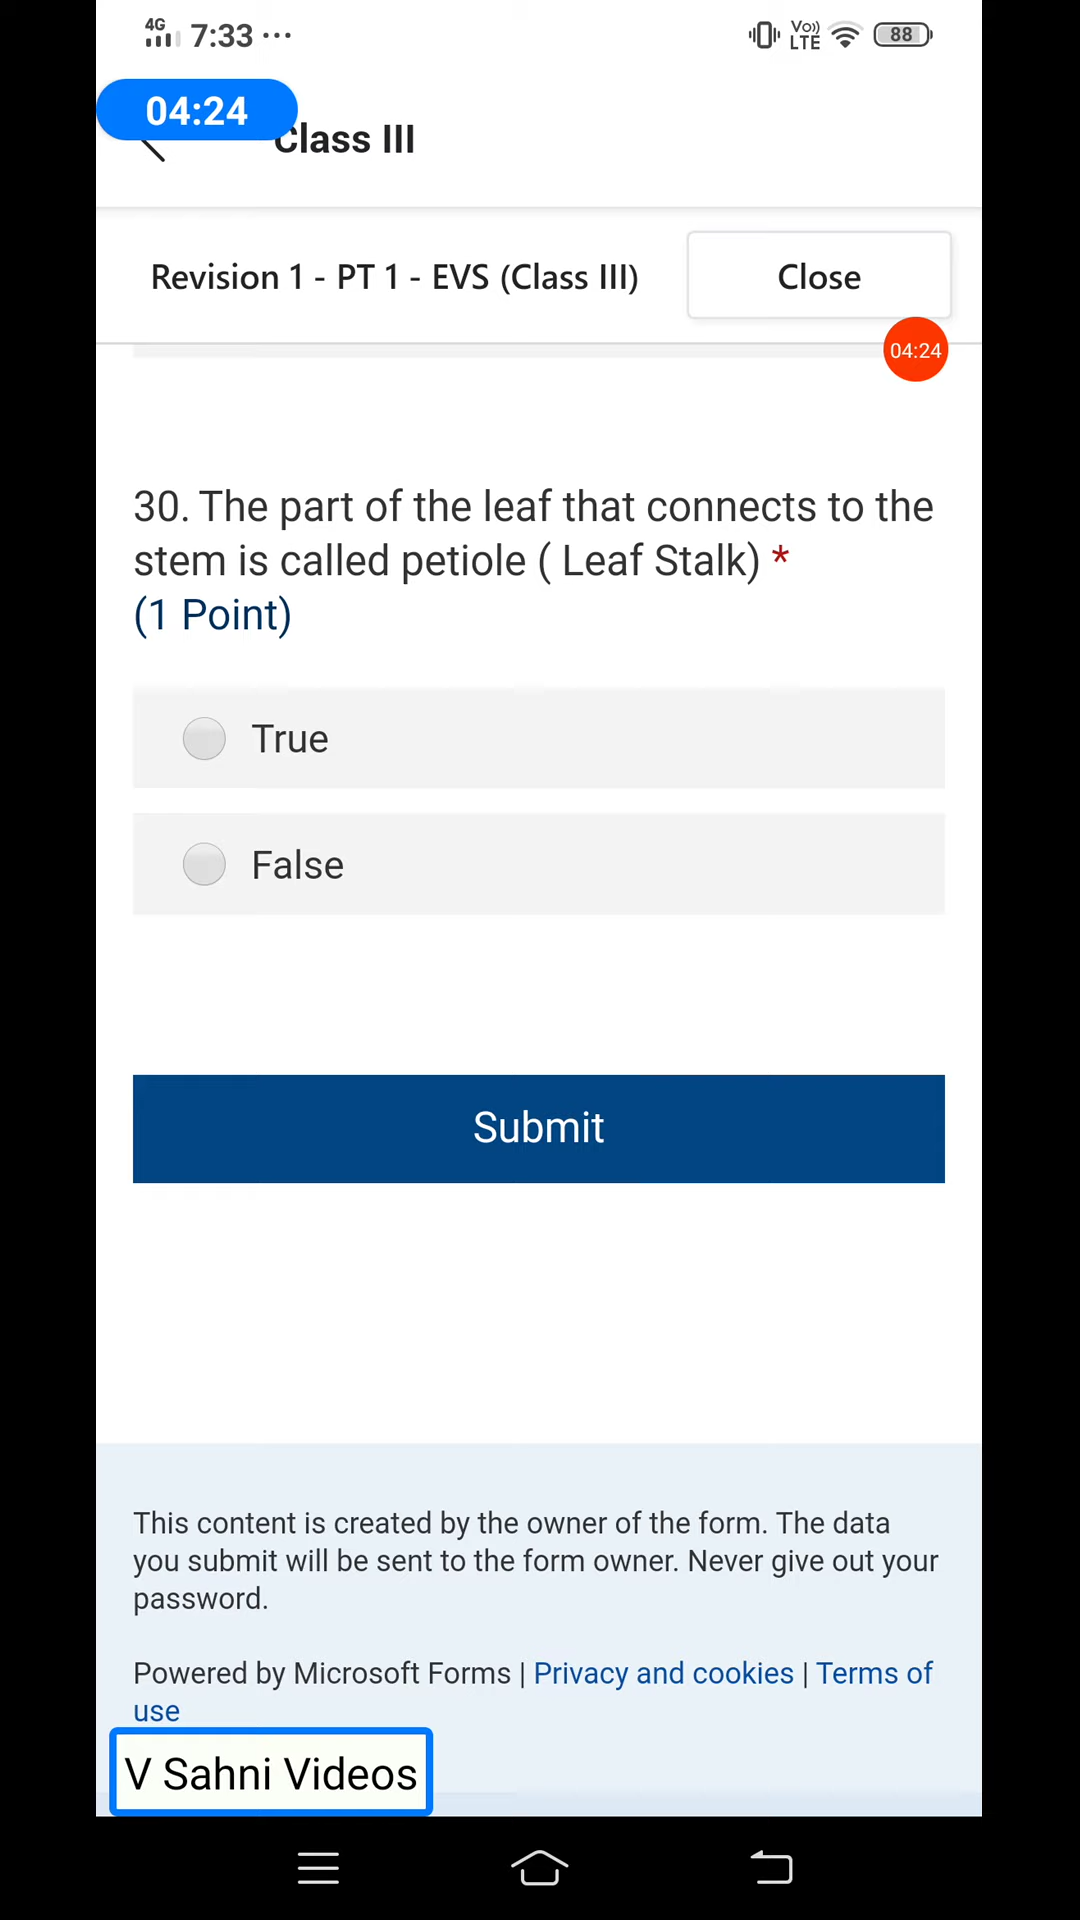 4G 7:33 ··· Vo)) LTE 88
04:24
Class III
Revision 1 - PT 1 - EVS (Class III) Close
04:24
30. The part of the leaf that connects to the
stem is called petiole ( Leaf Stalk) *
(1 Point)
True
False
Submit
This content is created by the owner of the form. The data
you submit will be sent to the form owner. Never give out your
password.
Powered by Microsoft Forms | Privacy and cookies | Terms of
use
V Sahni Videos